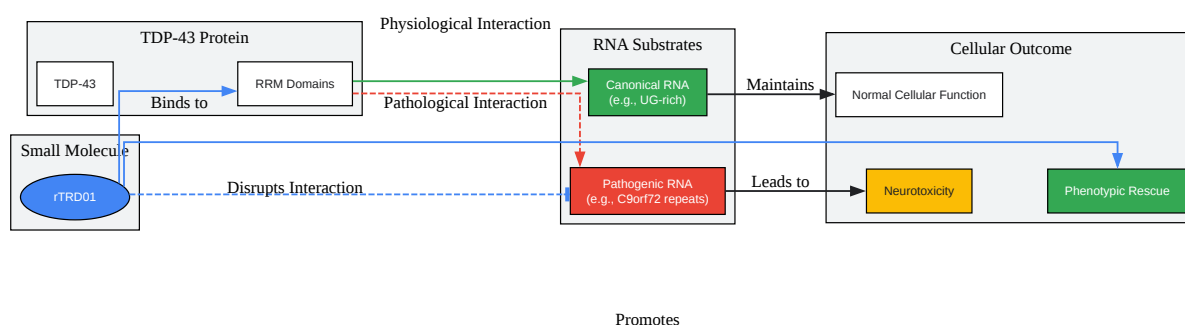 Physiological Interaction
TDP-43 Protein
RNA Substrates
Cellular Outcome
TDP-43
RRM Domains
Binds to
Pathological Interaction
Canonical RNA
(e.g., UG-rich)
Maintains
Normal Cellular Function
Small Molecule
rTRD01
Disrupts Interaction
Pathogenic RNA
(e.g., C9orf72 repeats)
Leads to
Neurotoxicity
Phenotypic Rescue
Promotes